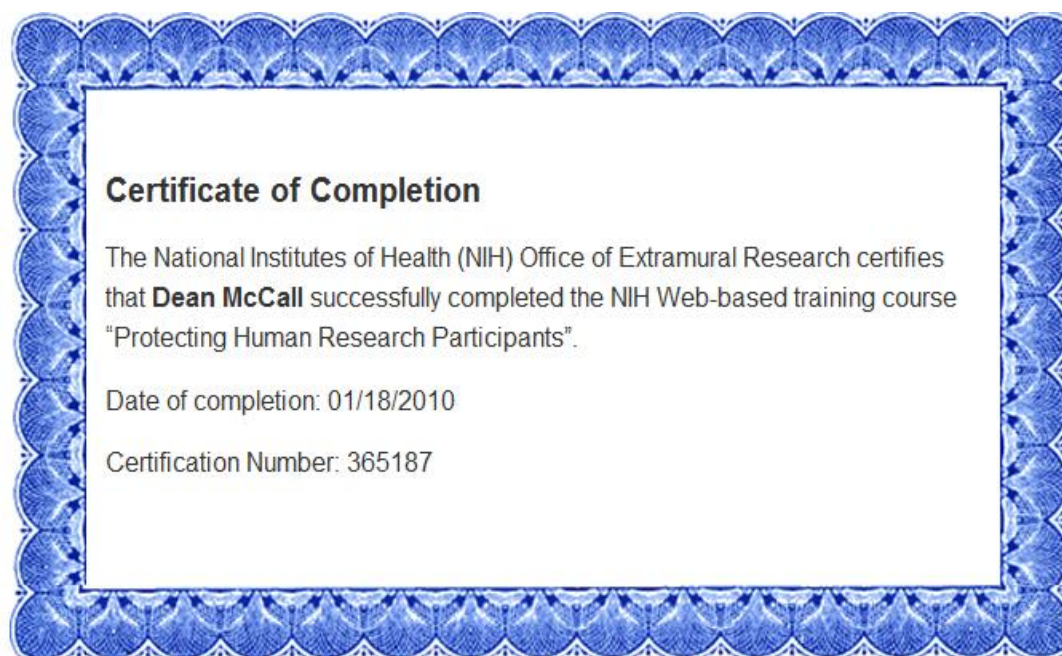 Certificate of Completion
The National Institutes of Health (NIH) Office of Extramural Research certifies
that Dean McCall successfully completed the NIH Web-based training course
“Protecting Human Research Participants”.
Date of completion: 01/18/2010
Certification Number: 365187